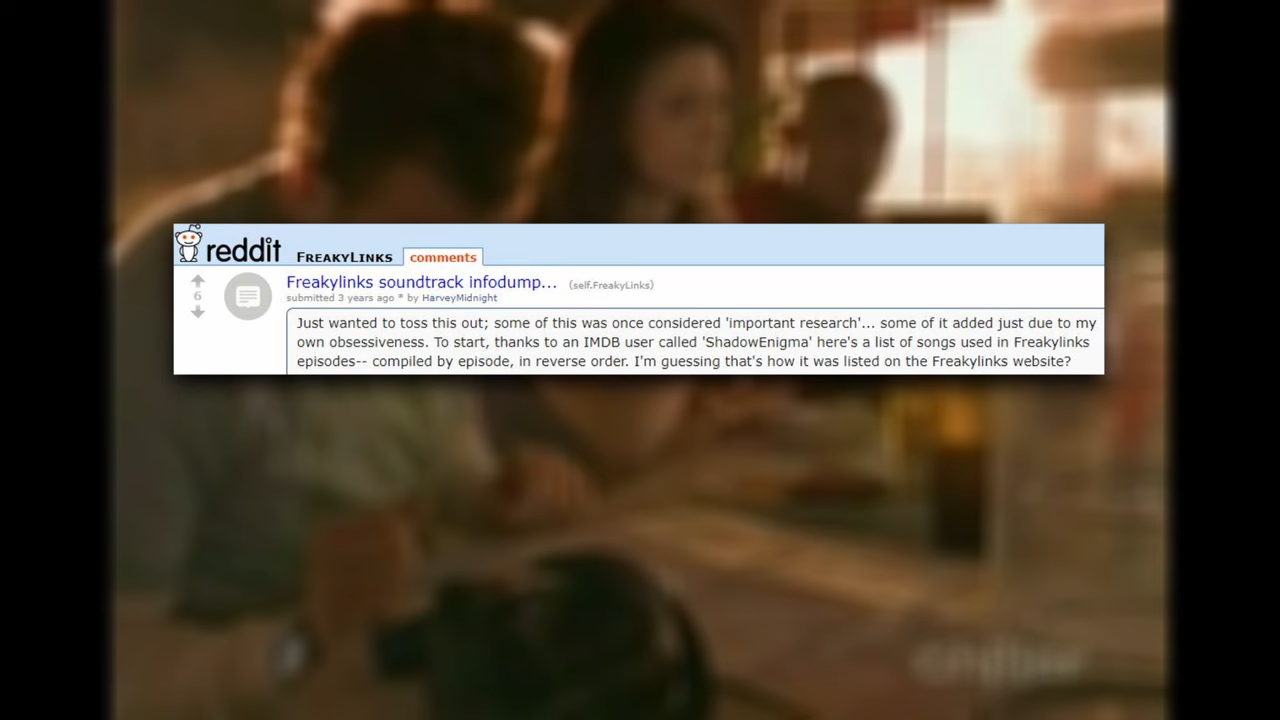 reddit FREAKYLINKS comments
Freakylinks soundtrack infodump... (self.FreakyLinks)
6
submitted 3 years ago * by HarveyMidnight
Just wanted to toss this out; some of this was once considered 'important research'... some of it added just due to my
own obsessiveness. To start, thanks to an IMDB user called 'ShadowEnigma' here's a list of songs used in Freakylinks
episodes-- compiled by episode, in reverse order. I'm guessing that's how it was listed on the Freakylinks website?